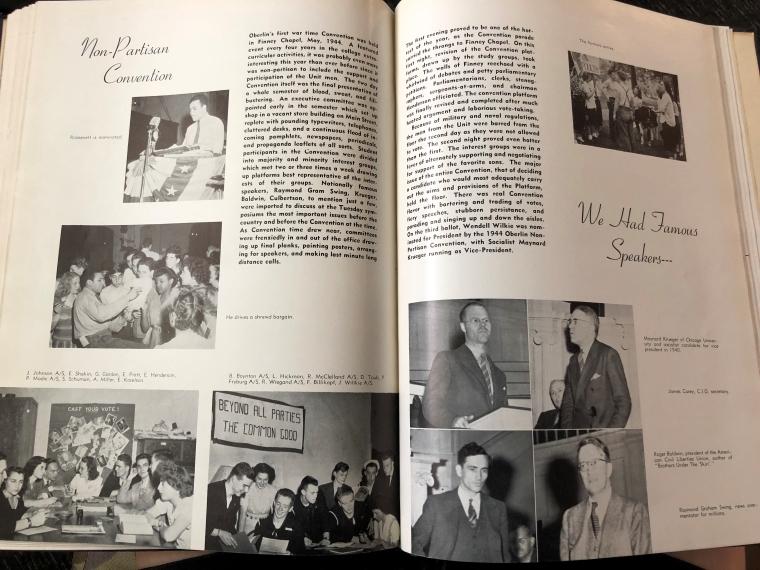 Non-Partisan
Convention
Roosevelt is nominated.
Oberlin's first war time Convention was held
in Finney Chapel, May, 1944. A featured
event every four years in the college extra-
curricular activities, it was probably even more
interesting this year than ever before since it
was non-partisan to include the support and
participation of the Unit men. The two day
Convention itself was the final presentation of
a whole semester of blood, sweat, and fili-
bustering. An executive committee was ap-
pointed early in the semester which set up
shop in a vacant store building on Main Street
replete with pounding typewriters, telephones,
cluttered desks, and a continuous flood of in-
coming pamphlets, newspapers, periodicals,
and propaganda leaflets of all sorts. Student
participants in the Convention were divided
into majority and minority interest groups,
which met two or three times a week drawing
up platforms best representative of the inter-
ests of their groups. Nationally famous
speakers, Raymond Gram Swing, Krueger,
Baldwin, Culbertson, to mention just a few,
were imported to discuss at the Tuesday sym-
posiums the most important issues before the
country and before the Convention at the time.
As Convention time drew near, committees
were frenziedly in and out of the office draw-
ing up final planks, painting posters, arrang-
ing for speakers, and making last minute long
distance calls.
He drives a shrewd bargain.
J. Johnson A/S, E. Shakin, G. Gordon, E. Pratt, E. Henderson,
P. Made A/S, S. Schuman, A. Miller, E. Koselson.
B. Boynton A/S, L. Hickman, R. McClelland A/S, D. Taub, P.
Frsburg A/S, R. Wiegand A/S, F. Billikopf, J. Willkie A/S.
CAST YOUR VOTE!
BEYOND ALL PARTIES
THE COMMON GOOD
The first evening proved to be one of the hot-
test of the year, as the Convention parade
led the throngs to Finney Chapel. On this
first night, revision of the Convention plat-
form, drawn up by the study groups, took
place. The walls of Finney reechoed with a
whirlwind of debates and petty parliamentary
positions. Parliamentarians, clerks, strong
speakers, sergeants-at-arms, and chairman
Henderson officiated. The convention platform
was finally revised and completed after much
heated argument and laborious vote-taking.
Because of military and naval regulations,
the men from the Unit were barred from the
floor the second day as they were not allowed
to vote. The second night proved even hotter
than the first. The interest groups were in a
furor of alternately supporting and negotiating
for support of the favorite sons. The major
issue of the entire Convention, that of deciding
a candidate who would most adequately carry
out the aims and provisions of the Platform,
held the floor. There was real Convention
flavor with bartering and trading of votes,
fiery speeches, stubborn persistence, and
parading and singing up and down the aisles.
On the third ballot, Wendell Willkie was nom-
inated for President by the 1944 Oberlin Non-
Partisan Convention, with Socialist Maynard
Krueger running as Vice-President.
The farmers arrive.
We Had Famous
Speakers---
Maynard Krueger of Chicago Univer-
sity and socialist candidate for vice
president in 1940.
James Carey, C.I.O. secretary.
Roger Baldwin, president of the Ameri-
can Civil Liberties Union, author of
"Brothers Under The Skin."
Raymond Graham Swing, news com-
mentator for millions.